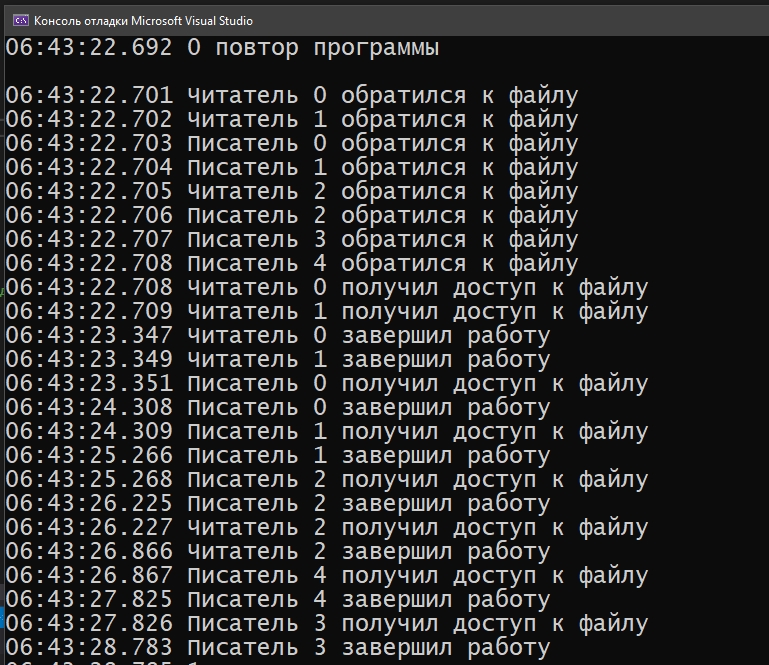 Консоль отладки Microsoft Visual Studio
06:43:22.692 0 повтор программы
06:43:22.701 Читатель 0 обратился к файлу
06:43:22.702 Читатель 1 обратился к файлу
06:43:22.703 Писатель 0 обратился к файлу
06:43:22.704 Писатель 1 обратился к файлу
06:43:22.705 Читатель 2 обратился к файлу
06:43:22.706 Писатель 2 обратился к файлу
06:43:22.707 Писатель 3 обратился к файлу
06:43:22.708 Писатель 4 обратился к файлу
06:43:22.708 Читатель 0 получил доступ к файлу
06:43:22.709 Читатель 1 получил доступ к файлу
06:43:23.347 Читатель 0 завершил работу
06:43:23.349 Читатель 1 завершил работу
06:43:23.351 Писатель 0 получил доступ к файлу
06:43:24.308 Писатель 0 завершил работу
06:43:24.309 Писатель 1 получил доступ к файлу
06:43:25.266 Писатель 1 завершил работу
06:43:25.268 Писатель 2 получил доступ к файлу
06:43:26.225 Писатель 2 завершил работу
06:43:26.227 Читатель 2 получил доступ к файлу
06:43:26.866 Читатель 2 завершил работу
06:43:26.867 Писатель 4 получил доступ к файлу
06:43:27.825 Писатель 4 завершил работу
06:43:27.826 Писатель 3 получил доступ к файлу
06:43:28.783 Писатель 3 завершил работу